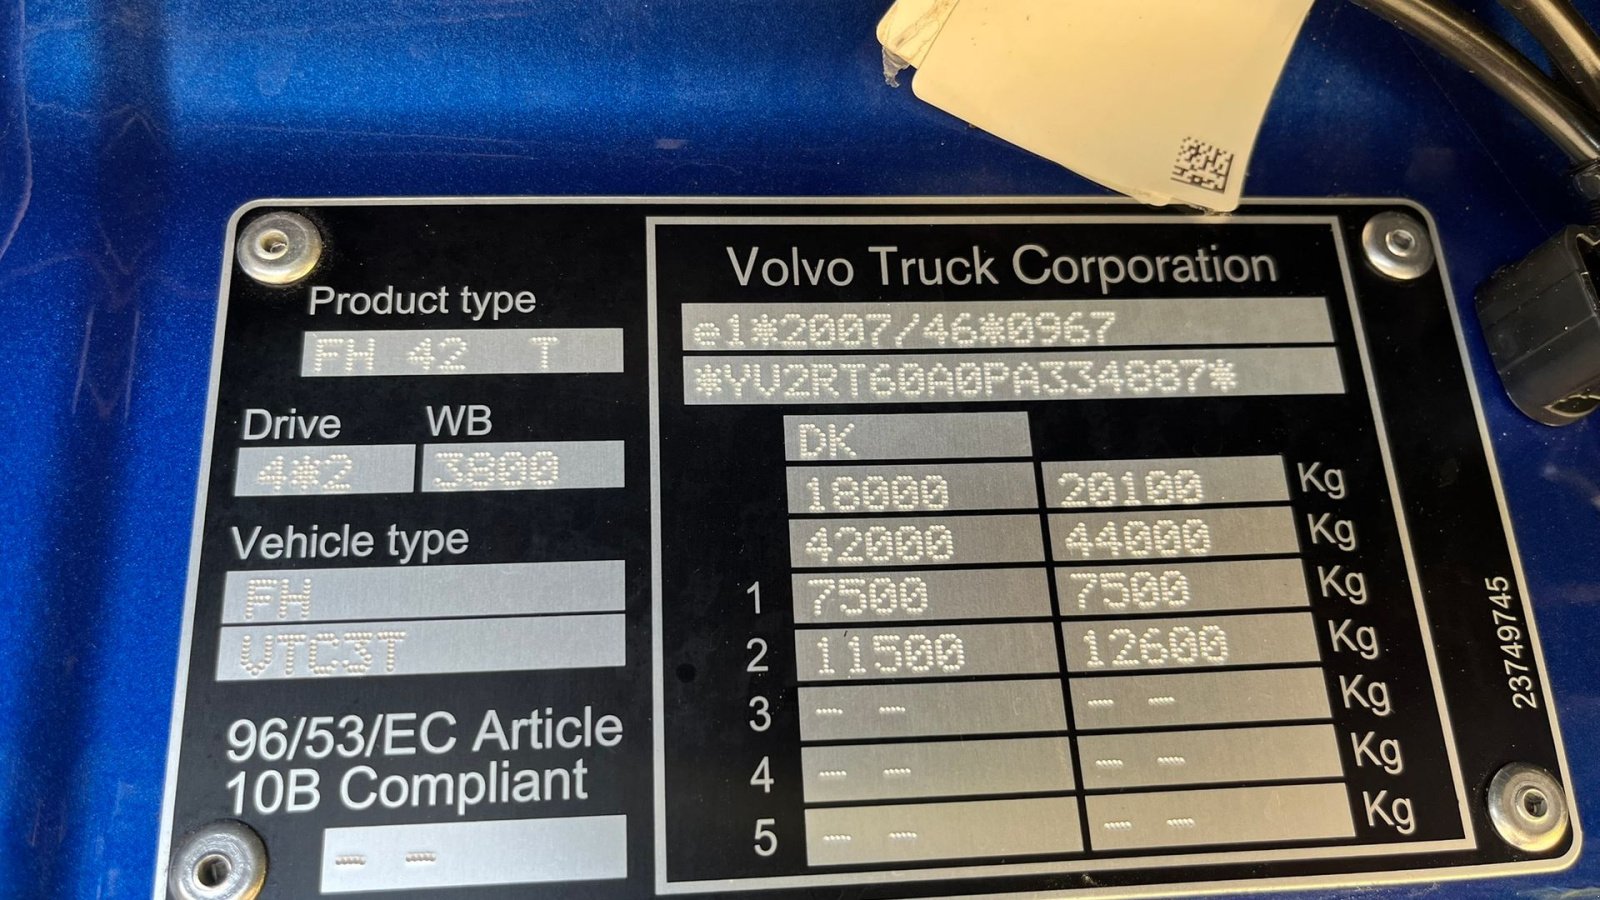 Product type
FH 42 T
Drive WB
4*2 3800
Vehicle type
FH
VTC3T
96/53/EC Article
10B Compliant
-- --
Volvo Truck Corporation
e1*2007/46*0967
*YV2RT60A0PA334887*
DK
18000 20100 Kg
42000 44000 Kg
1 7500 7500 Kg
2 11500 12600 Kg
3 -- -- -- -- Kg
4 -- -- -- -- Kg
5 -- -- -- -- Kg
23749745